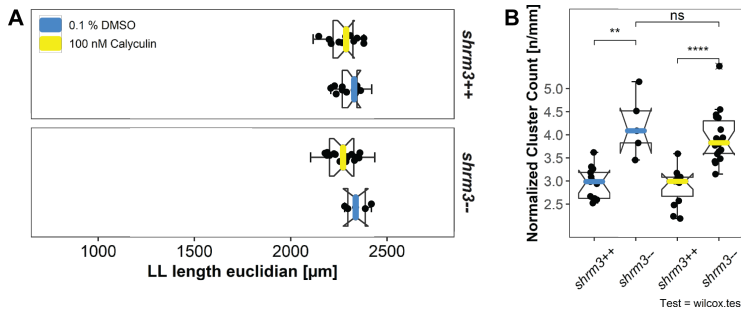 A
0.1 % DMSO
100 nM Calyculin
shrm3++
shrm3--
1000 1500 2000 2500
LL length euclidian [µm]
B
ns
** ****
Normalized Cluster Count [n/mm]
5.0
4.5
4.0
3.5
3.0
2.5
shrm3++ shrm3-- shrm3++ shrm3--
Test = wilcox.tes